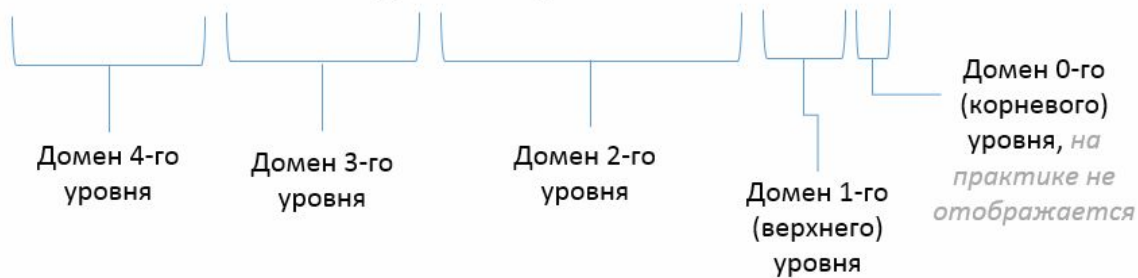 Домен 4-го
уровня
Домен 3-го
уровня
Домен 2-го
уровня
Домен 1-го
(верхнего)
уровня
Домен 0-го
(корневого)
уровня, на
практике не
отображается